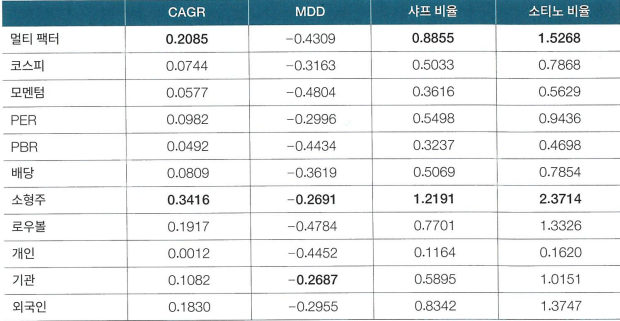 CAGR MDD 샤프 비율 소티노 비율
멀티 팩터 0.2085 -0.4309 0.8855 1.5268
코스피 0.0744 -0.3163 0.5033 0.7868
모멘텀 0.0577 -0.4804 0.3616 0.5629
PER 0.0982 -0.2996 0.5498 0.9436
PBR 0.0492 -0.4434 0.3237 0.4698
배당 0.0809 -0.3619 0.5069 0.7854
소형주 0.3416 -0.2691 1.2191 2.3714
로우볼 0.1917 -0.4784 0.7701 1.3326
개인 0.0012 -0.4452 0.1164 0.1620
기관 0.1082 -0.2687 0.5895 1.0151
외국인 0.1830 -0.2955 0.8342 1.3747